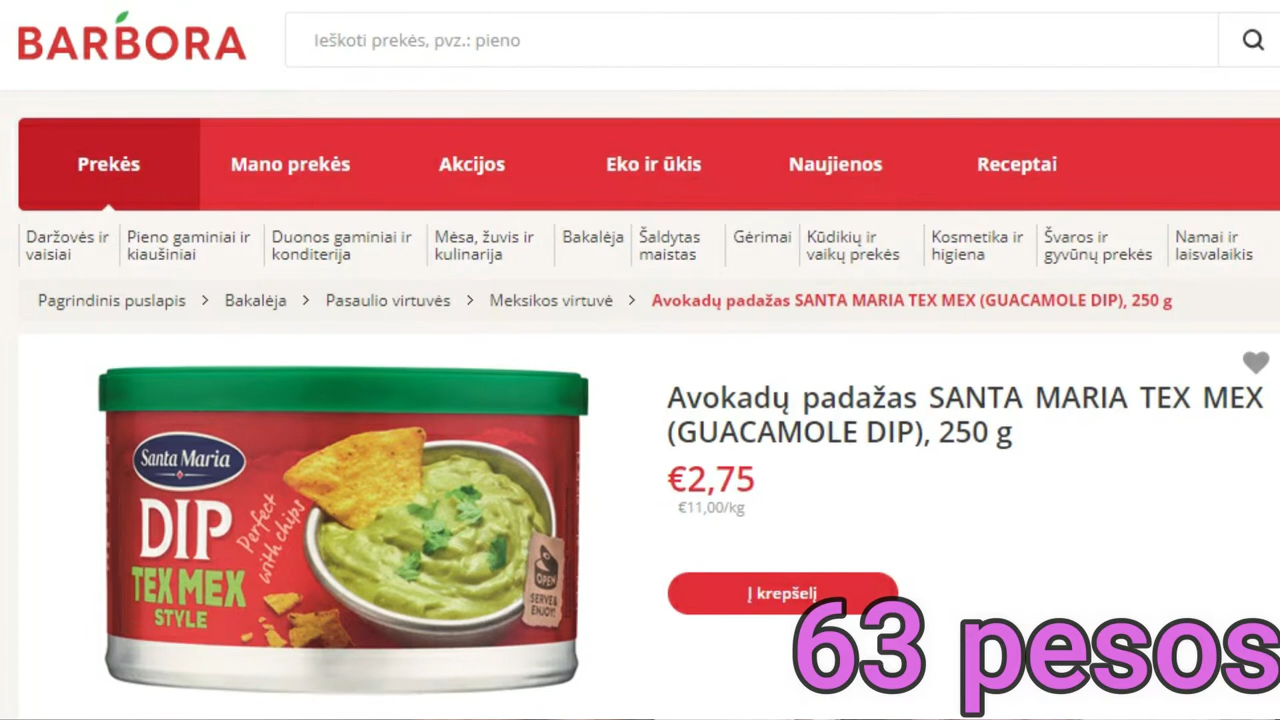 BARBORA
Ieškoti prekės, pvz.: pieno
Prekės Mano prekės Akcijos Eko ir ūkis Naujienos Receptai
Daržovės ir vaisiai
Pieno gaminiai ir kiaušiniai
Duonos gaminiai ir konditerija
Mėsa, žuvis ir kulinarija
Bakalėja
Šaldytas maistas
Gėrimai
Kūdikių ir vaikų prekės
Kosmetika ir higiena
Švaros ir gyvūnų prekės
Namai ir laisvalaikis
Pagrindinis puslapis > Bakalėja > Pasaulio virtuvės > Meksikos virtuvė > Avokadų padažas SANTA MARIA TEX MEX (GUACAMOLE DIP), 250 g
Santa Maria
DIP
TEX MEX
STYLE
Perfect
with chips
OPEN
SERVE &
ENJOY!
Avokadų padažas SANTA MARIA TEX MEX
(GUACAMOLE DIP), 250 g
€2,75
€11,00/kg
Į krepšelį
63 pesos